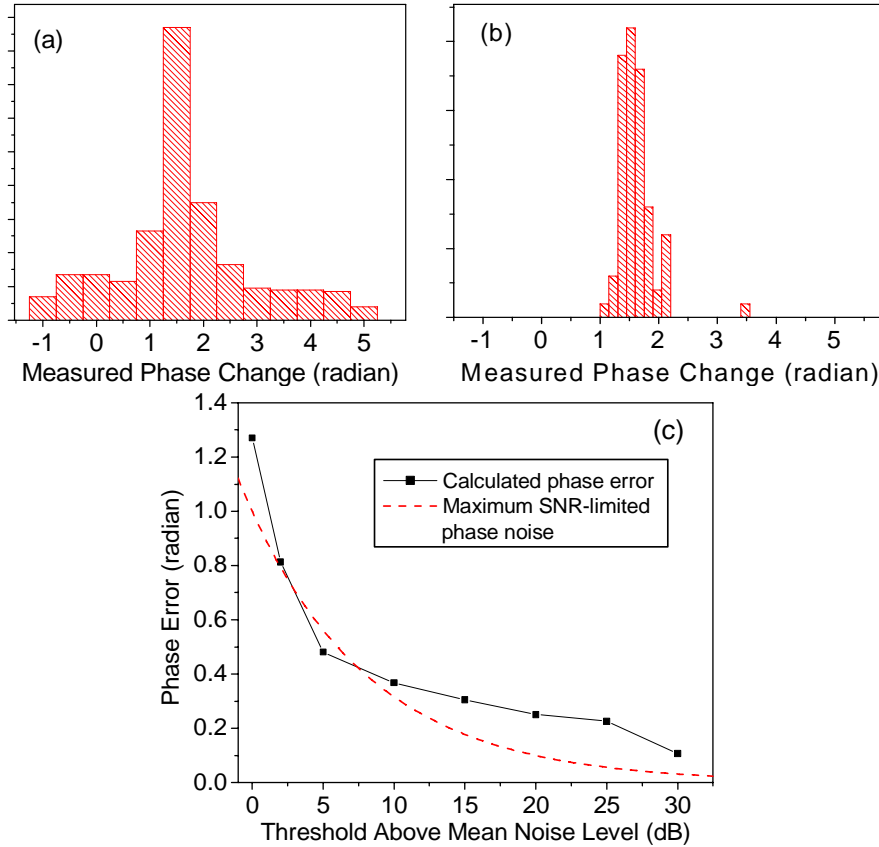 (a)
-1 0 1 2 3 4 5
Measured Phase Change (radian)
(b)
-1 0 1 2 3 4 5
Measured Phase Change (radian)
(c)
1.4
1.2
1.0
0.8
0.6
0.4
0.2
0.0
Phase Error (radian)
Calculated phase error
Maximum SNR-limited
phase noise
0 5 10 15 20 25 30
Threshold Above Mean Noise Level (dB)